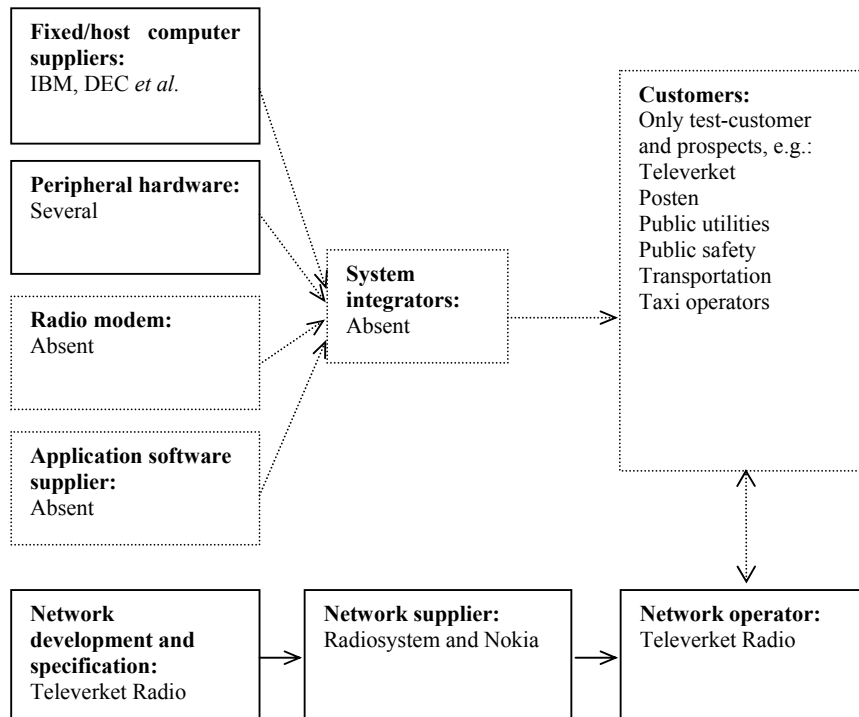 Fixed/host computer
suppliers:
IBM, DEC et al.
Peripheral hardware:
Several
Radio modem:
Absent
Application software
supplier:
Absent
System
integrators:
Absent
Customers:
Only test-customer
and prospects, e.g.:
Televerket
Posten
Public utilities
Public safety
Transportation
Taxi operators
Network
development and
specification:
Televerket Radio
Network supplier:
Radiosystem and Nokia
Network operator:
Televerket Radio